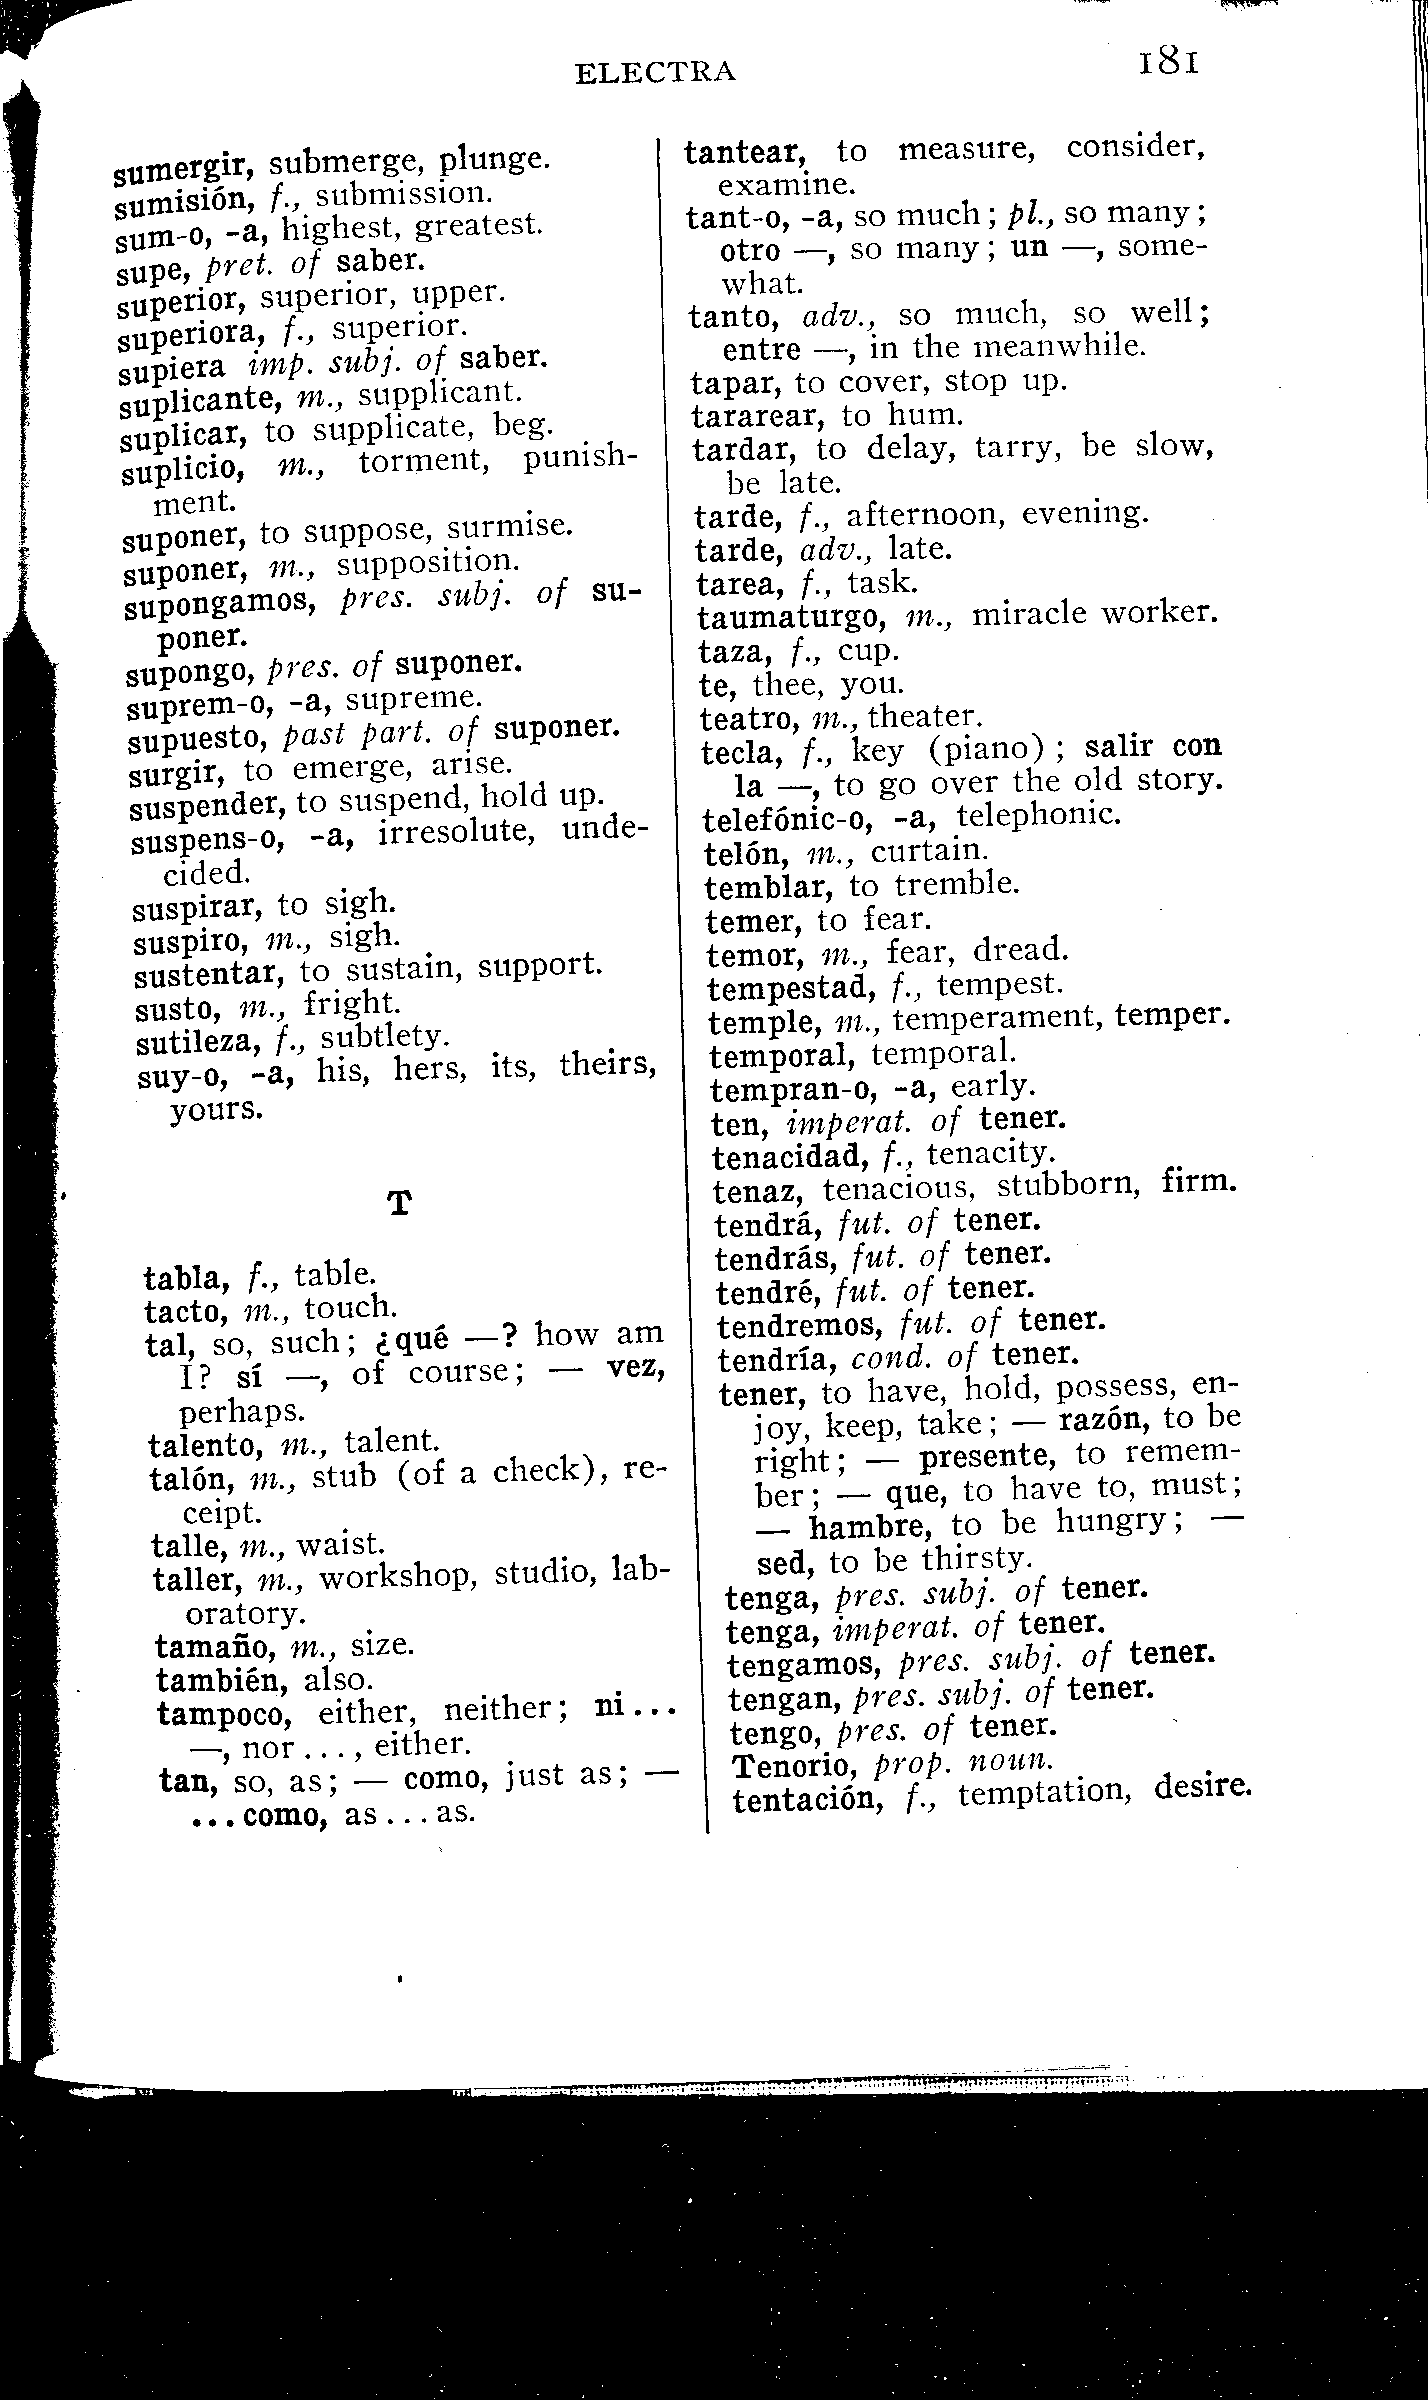 ELECTRA
181
sumergir, submerge, plunge.
sumisión, f., submission.
sum-o, -a, highest, greatest.
supe, pret. of saber.
superior, superior, upper.
superiora, f., superior.
supiera imp. subj. of saber.
suplicante, m., supplicant.
suplicar, to supplicate, beg.
suplicio, m., torment, punish-
ment.
suponer, to suppose, surmise.
suponer, m., supposition.
supongamos, pres. subj. of su-
poner.
supongo, pres. of suponer.
suprem-o, -a, supreme.
supuesto, past part. of suponer.
surgir, to emerge, arise.
suspender, to suspend, hold up.
suspens-o, -a, irresolute, unde-
cided.
suspirar, to sigh.
suspiro, m., sigh.
sustentar, to sustain, support.
susto, m., fright.
sutileza, f., subtlety.
suy-o, -a, his, hers, its, theirs,
yours.
T
tabla, f., table.
tacto, m., touch.
tal, so, such; ¿qué —? how am
I? sí —, of course; — vez,
perhaps.
talento, m., talent.
talón, m., stub (of a check), re-
ceipt.
talle, m., waist.
taller, m., workshop, studio, lab-
oratory.
tamaño, m., size.
también, also.
tampoco, either, neither; ni...
—, nor ..., either.
tan, so, as; — como, just as; —
...como, as ... as.
tantear, to measure, consider,
examine.
tant-o, -a, so much; pl., so many;
otro —, so many; un —, some-
what.
tanto, adv., so much, so well;
entre —, in the meanwhile.
tapar, to cover, stop up.
tararear, to hum.
tardar, to delay, tarry, be slow,
be late.
tarde, f., afternoon, evening.
tarde, adv., late.
tarea, f., task.
taumaturgo, m., miracle worker.
taza, f., cup.
te, thee, you.
teatro, m., theater.
tecla, f., key (piano); salir con
la —, to go over the old story.
telefónic-o, -a, telephonic.
telón, m., curtain.
temblar, to tremble.
temer, to fear.
temor, m., fear, dread.
tempestad, f., tempest.
temple, m., temperament, temper.
temporal, temporal.
tempran-o, -a, early.
ten, imperat. of tener.
tenacidad, f., tenacity.
tenaz, tenacious, stubborn, firm.
tendrá, fut. of tener.
tendrás, fut. of tener.
tendré, fut. of tener.
tendremos, fut. of tener.
tendría, cond. of tener.
tener, to have, hold, possess, en-
joy, keep, take; — razón, to be
right; — presente, to remem-
ber; — que, to have to, must;
— hambre, to be hungry; —
sed, to be thirsty.
tenga, pres. subj. of tener.
tenga, imperat. of tener.
tengamos, pres. subj. of tener.
tengan, pres. subj. of tener.
tengo, pres. of tener.
Tenorio, prop. noun.
tentación, f., temptation, desire.